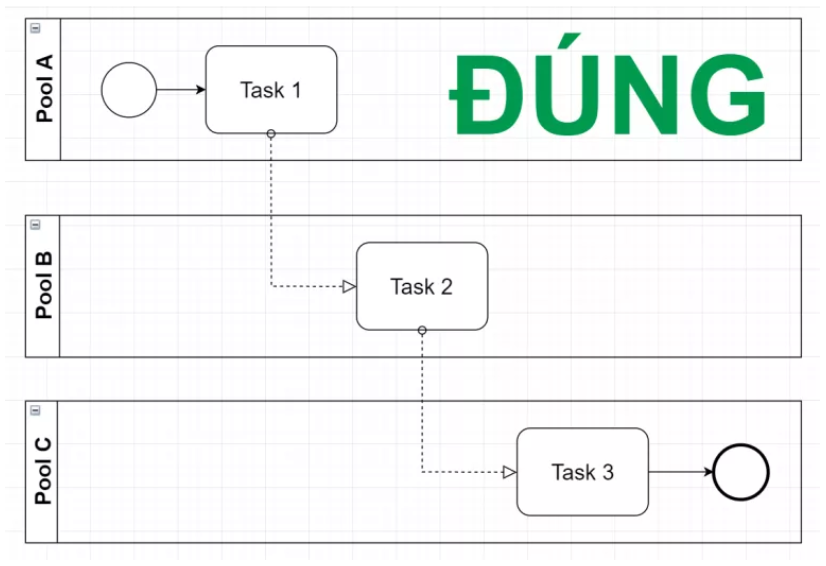 Pool A
Task 1
ĐÚNG
Pool B
Task 2
Pool C
Task 3